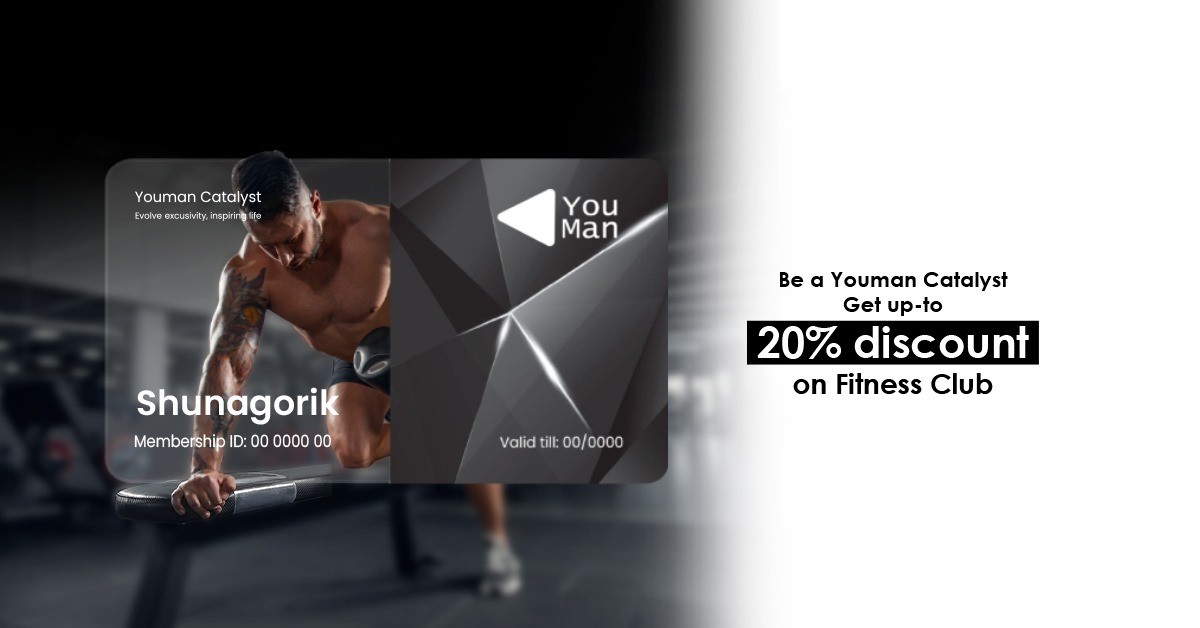 Youman Catalyst
Evolve excusivity, inspiring life
You
Man
Shunagorik
Membership ID: 00 0000 00
Valid till: 00/0000
Be a Youman Catalyst
Get up-to
20% discount
on Fitness Club